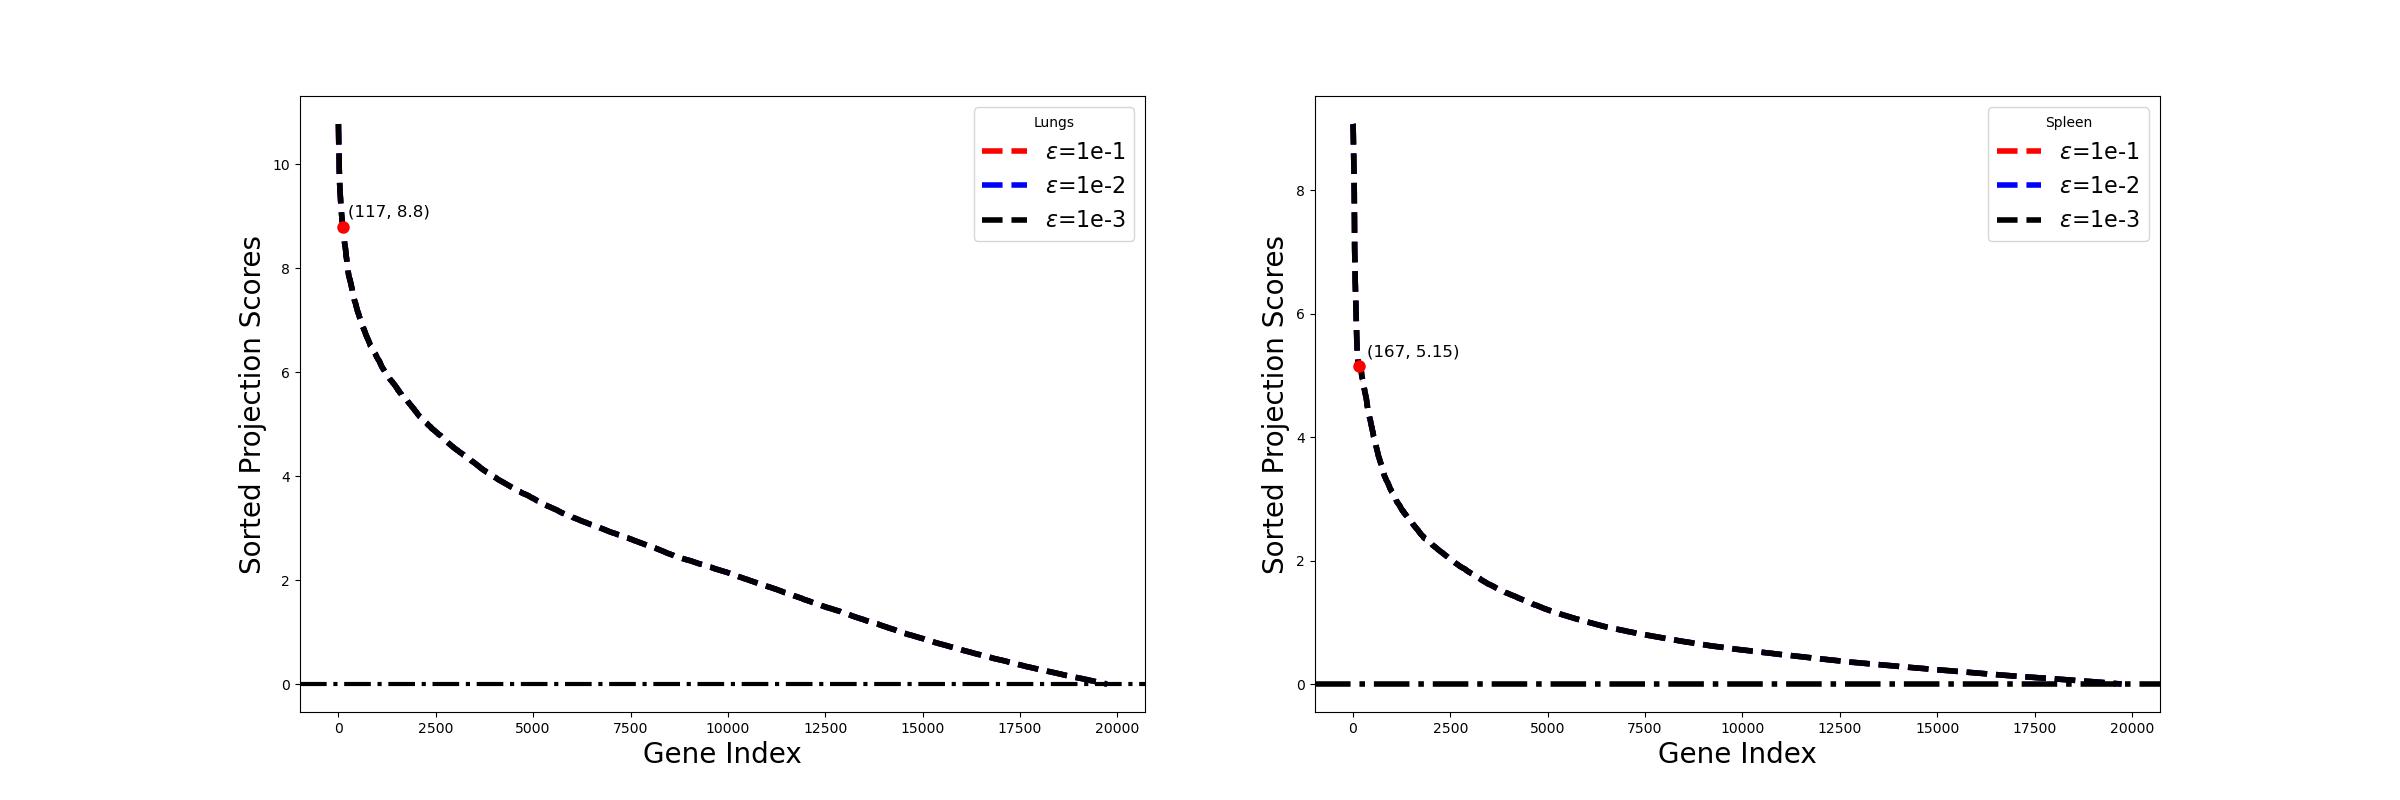 Lungs
ε=1e-1
ε=1e-2
ε=1e-3
(117, 8.8)
10
8
6
4
2
0
Sorted Projection Scores
0 2500 5000 7500 10000 12500 15000 17500 20000
Gene Index
Spleen
ε=1e-1
ε=1e-2
ε=1e-3
(167, 5.15)
8
6
4
2
0
Sorted Projection Scores
0 2500 5000 7500 10000 12500 15000 17500 20000
Gene Index